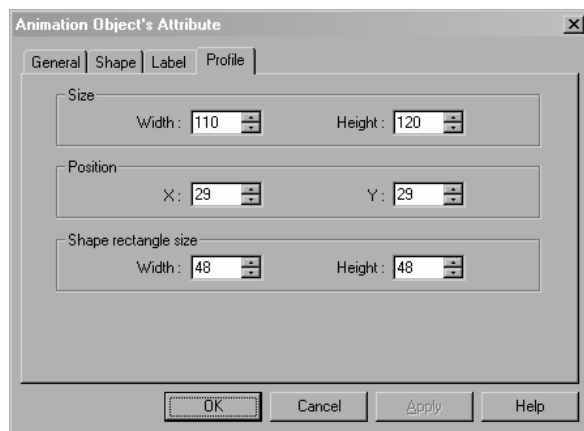 Animation Object's Attribute
General Shape Label Profile
Size
Width : 110 Height : 120
Position
X : 29 Y : 29
Shape rectangle size
Width : 48 Height : 48
OK Cancel Apply Help